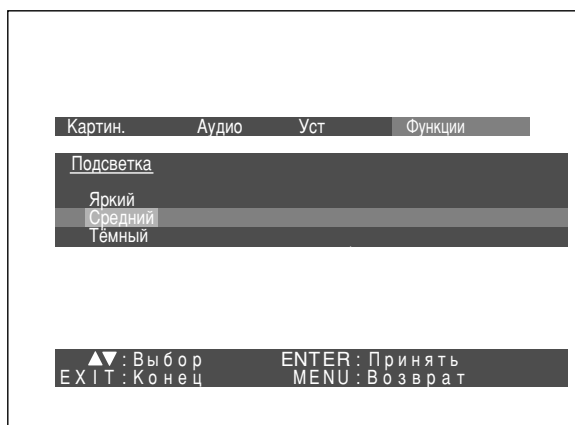 Картин. Аудио Уст Функции
Подсветка
Яркий
Средний
Тёмный
▲▼:Выбор ENTER:Принять
EXIT:Конец MENU:Возврат